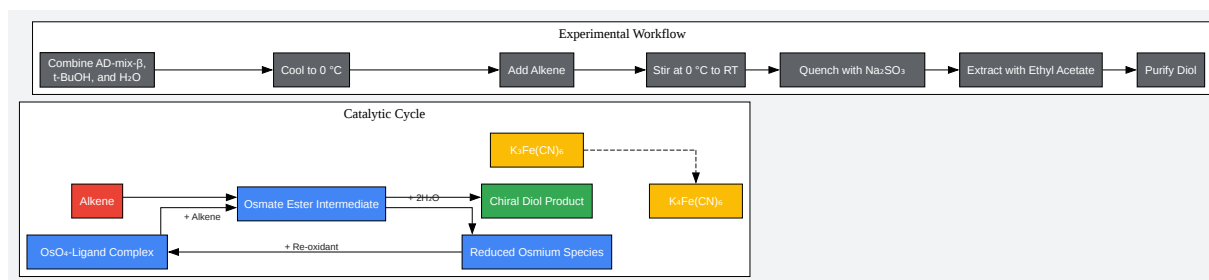 Experimental Workflow
Combine AD-mix-β,
t-BuOH, and H₂O
Cool to 0 °C
Add Alkene
Stir at 0 °C to RT
Quench with Na₂SO₃
Extract with Ethyl Acetate
Purify Diol
Catalytic Cycle
K₃Fe(CN)₆
Alkene
Osmate Ester Intermediate
+ 2H₂O
Chiral Diol Product
K₄Fe(CN)₆
+ Alkene
OsO₄-Ligand Complex
+ Re-oxidant
Reduced Osmium Species